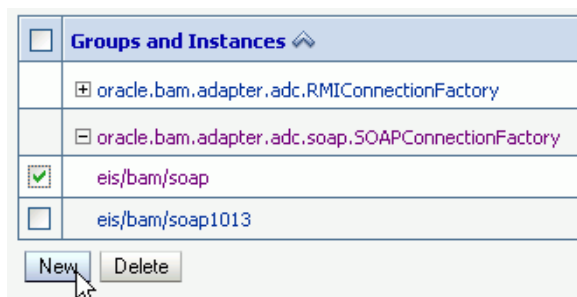 Groups and Instances
oracle.bam.adapter.adc.RMIConnectionFactory
oracle.bam.adapter.adc.soap.SOAPConnectionFactory
eis/bam/soap
eis/bam/soap1013
New Delete